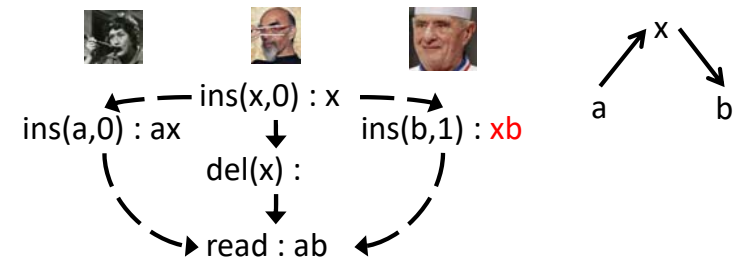 ins(x,0) : x
x
ins(a,0) : ax
ins(b,1) : xb
a
b
del(x) :
read : ab